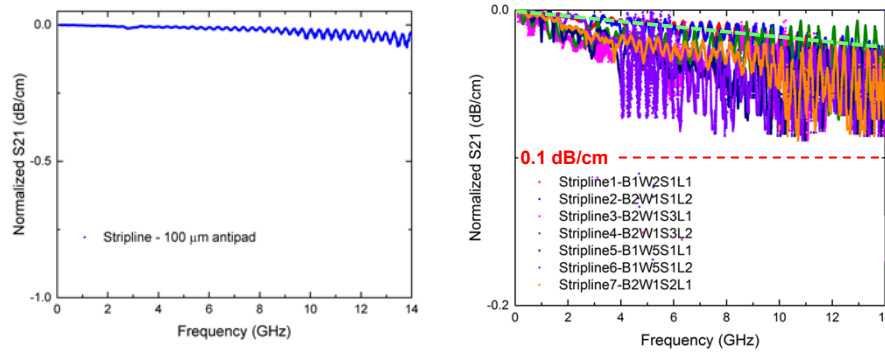 0.0
-0.5
-1.0
Normalized S21 (dB/cm)
Stripline - 100 μm antipad
0 2 4 6 8 10 12 14
Frequency (GHz)
0.0
-0.2
Normalized S21 (dB/cm)
0.1 dB/cm
Stripline1-B1W2S1L1
Stripline2-B2W1S1L2
Stripline3-B2W1S3L1
Stripline4-B2W1S3L2
Stripline5-B1W5S1L1
Stripline6-B1W5S1L2
Stripline7-B2W1S2L1
0 2 4 6 8 10 12 14
Frequency (GHz)